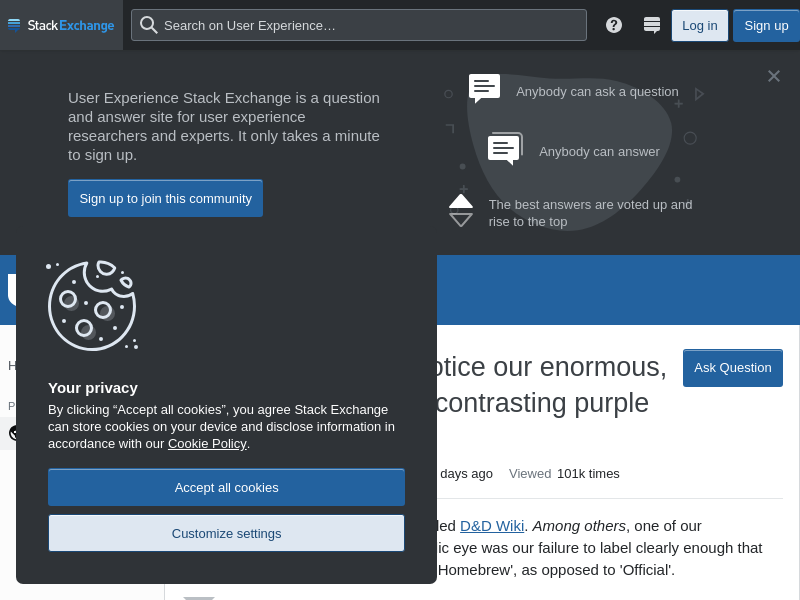 StackExchange
Search on User Experience…
Log in
Sign up
User Experience Stack Exchange is a question
and answer site for user experience
researchers and experts. It only takes a minute
to sign up.
Sign up to join this community
Anybody can ask a question
Anybody can answer
The best answers are voted up and
rise to the top
Your privacy
By clicking “Accept all cookies”, you agree Stack Exchange
can store cookies on your device and disclose information in
accordance with our Cookie Policy.
Accept all cookies
Customize settings
our enormous,
contrasting purple
Ask Question
days ago
Viewed 101k times
D&D Wiki. Among others, one of our
eye was our failure to label clearly enough that
'Homebrew', as opposed to 'Official'.